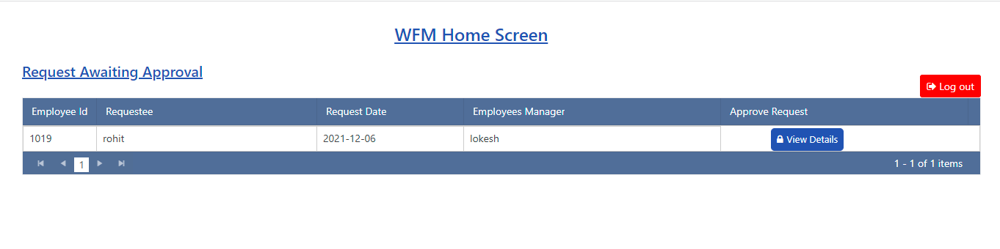 WFM Home Screen
Request Awaiting Approval
Log out
Employee Id Requestee Request Date Employees Manager Approve Request
1019 rohit 2021-12-06 lokesh View Details
1 1 - 1 of 1 items